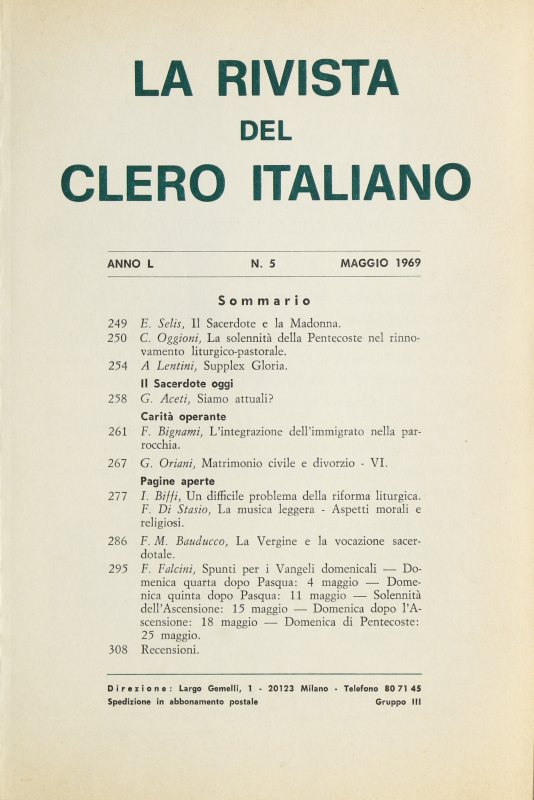 LA RIVISTA
DEL
CLERO ITALIANO
ANNO L N. 5 MAGGIO 1969
Sommario
249 E. Selis, Il Sacerdote e la Madonna.
250 C. Oggioni, La solennità della Pentecoste nel rinno-
vamento liturgico-pastorale.
254 A Lentini, Supplex Gloria.
Il Sacerdote oggi
258 G. Aceti, Siamo attuali?
Carità operante
261 F. Bignami, L'integrazione dell'immigrato nella par-
rocchia.
267 G. Oriani, Matrimonio civile e divorzio - VI.
Pagine aperte
277 I. Biffi, Un difficile problema della riforma liturgica.
F. Di Stasio, La musica leggera - Aspetti morali e
religiosi.
286 F. M. Bauducco, La Vergine e la vocazione sacer-
dotale.
295 F. Falcini, Spunti per i Vangeli domenicali — Do-
menica quarta dopo Pasqua: 4 maggio — Dome-
nica quinta dopo Pasqua: 11 maggio — Solennità
dell'Ascensione: 15 maggio — Domenica dopo l'A-
scensione: 18 maggio — Domenica di Pentecoste:
25 maggio.
308 Recensioni.
Direzione: Largo Gemelli, 1 - 20123 Milano - Telefono 80 71 45
Spedizione in abbonamento postale Gruppo III